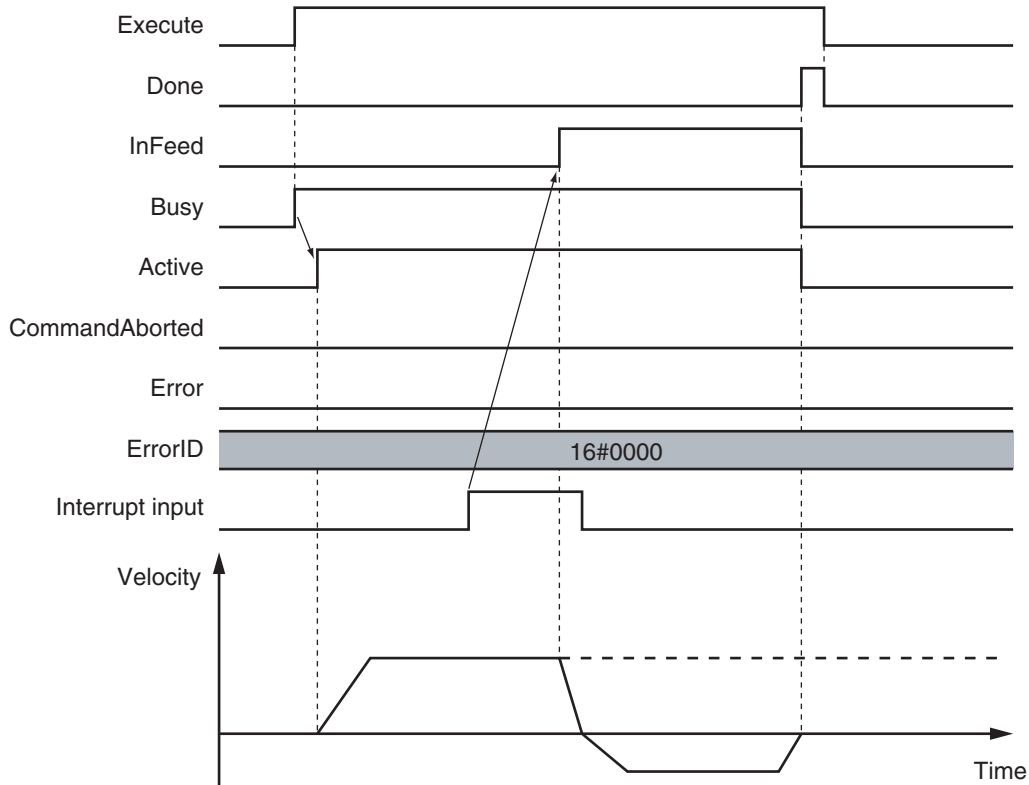 Execute
Done
InFeed
Busy
Active
CommandAborted
Error
ErrorID
16#0000
Interrupt input
Velocity
Time